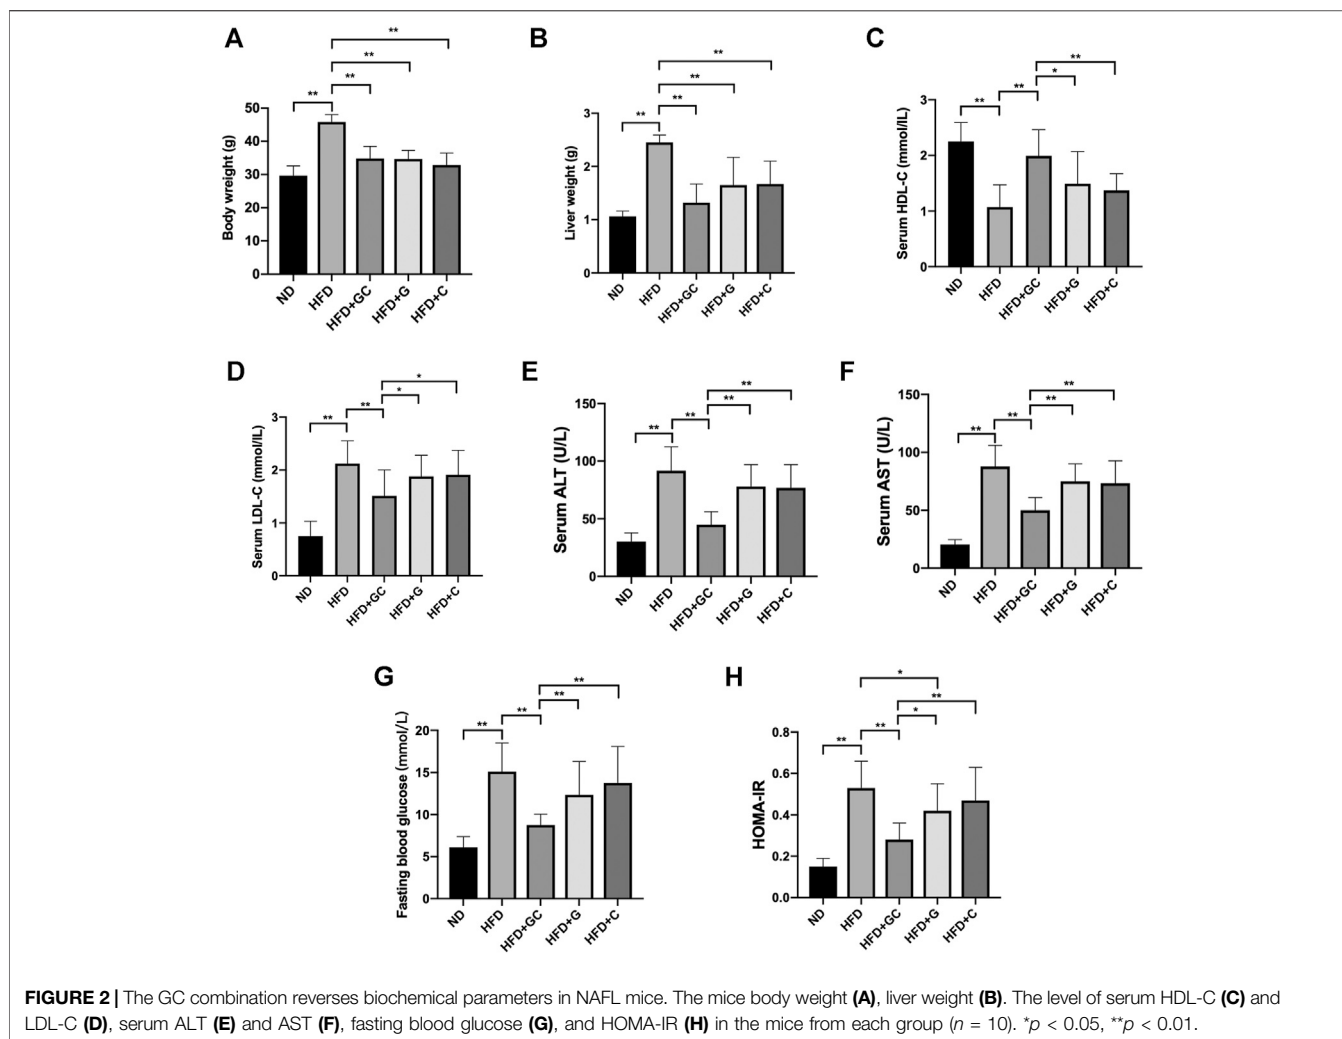 A
**
**
**
**
Body wreight (g)
50
40
30
20
10
0
ND
HFD
HFD+GC
HFD+G
HFD+C
B
**
**
**
**
Liver weight (g)
3
2
1
0
ND
HFD
HFD+GC
HFD+G
HFD+C
C
**
*
**
**
Serum HDL-C (mmol/lL)
3
2
1
0
ND
HFD
HFD+GC
HFD+G
HFD+C
D
*
*
**
**
Serum LDL-C (mmol/lL)
3
2
1
0
ND
HFD
HFD+GC
HFD+G
HFD+C
E
**
**
**
**
Serum ALT (U/L)
150
100
50
0
ND
HFD
HFD+GC
HFD+G
HFD+C
F
**
**
**
**
Serum AST (U/L)
150
100
50
0
ND
HFD
HFD+GC
HFD+G
HFD+C
G
**
**
**
**
Fasting blood glucose (mmol/L)
20
15
10
5
0
ND
HFD
HFD+GC
HFD+G
HFD+C
H
*
**
*
**
**
HOMA-IR
0.8
0.6
0.4
0.2
0.0
ND
HFD
HFD+GC
HFD+G
HFD+C
FIGURE 2 | The GC combination reverses biochemical parameters in NAFL mice. The mice body weight (A), liver weight (B). The level of serum HDL-C (C) and
LDL-C (D), serum ALT (E) and AST (F), fasting blood glucose (G), and HOMA-IR (H) in the mice from each group (n = 10). *p < 0.05, **p < 0.01.